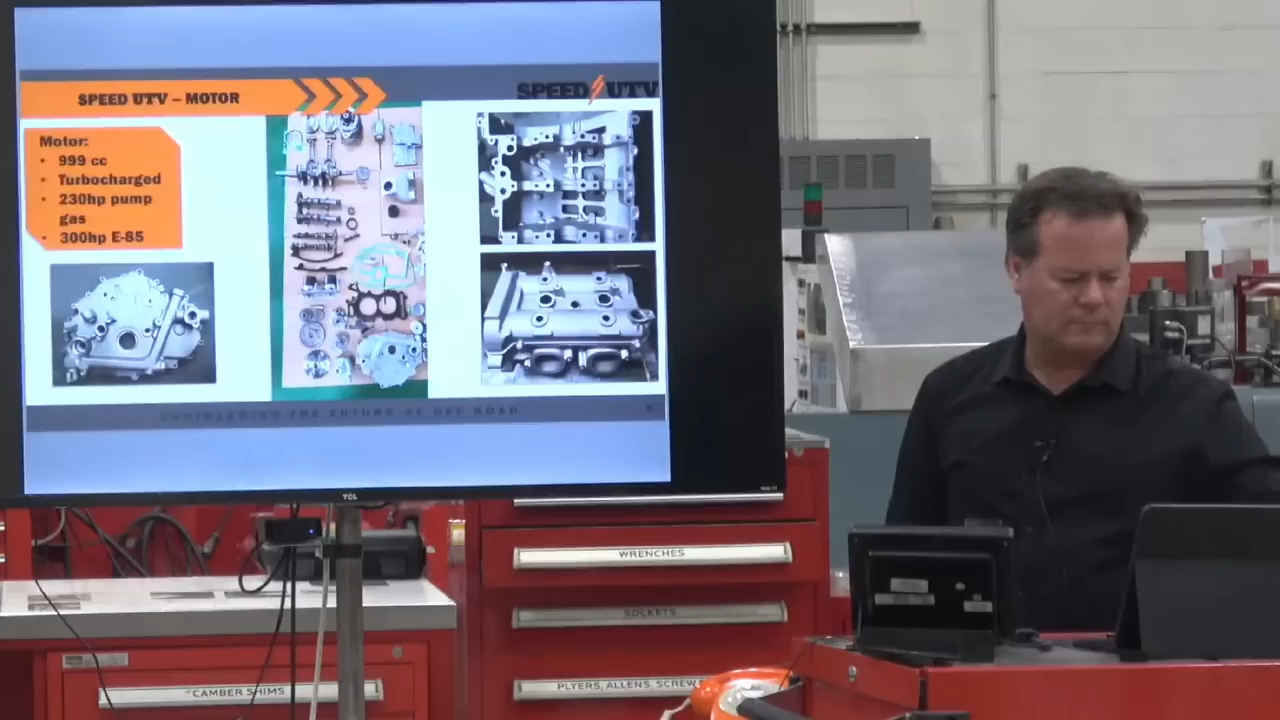 SPEED UTV – MOTOR
SPEED UTV
Motor:
• 999 cc
• Turbocharged
• 230hp pump
gas
• 300hp E-85
ENGINEERING THE FUTURE OF OFF ROAD
TCL
WRENCHES
SOCKETS
CAMBER SHIMS
PLYERS, ALLENS, SCREW